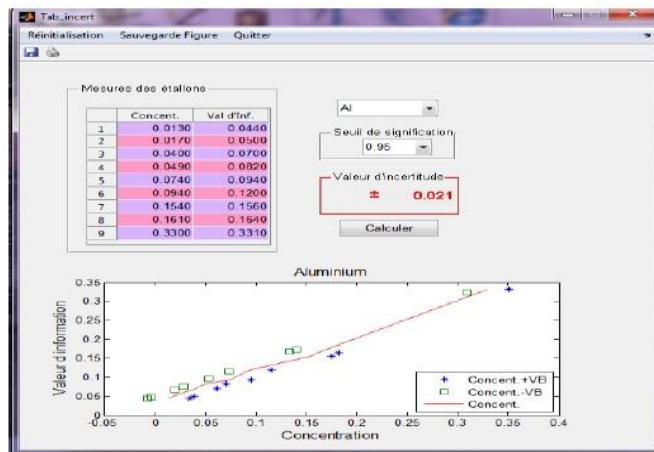 Tab_incert
Réinitialisation Sauvegarde Figure Quitter
Mesures des étallons
Concent. Val d'Inf.
1 0.0130 0.0440
2 0.0170 0.0500
3 0.0400 0.0700
4 0.0490 0.0820
5 0.0740 0.0940
6 0.0940 0.1200
7 0.1540 0.1560
8 0.1610 0.1640
9 0.3300 0.3310
Al
Seuil de signification
0.95
Valeur d'incertitude
± 0.021
Calculer
Aluminium
Valeur d'information
0.35
0.3
0.25
0.2
0.15
0.1
0.05
0
-0.05 0 0.05 0.1 0.15 0.2 0.25 0.3 0.35 0.4
Concentration
Concent.+VB
Concent.-VB
Concent.